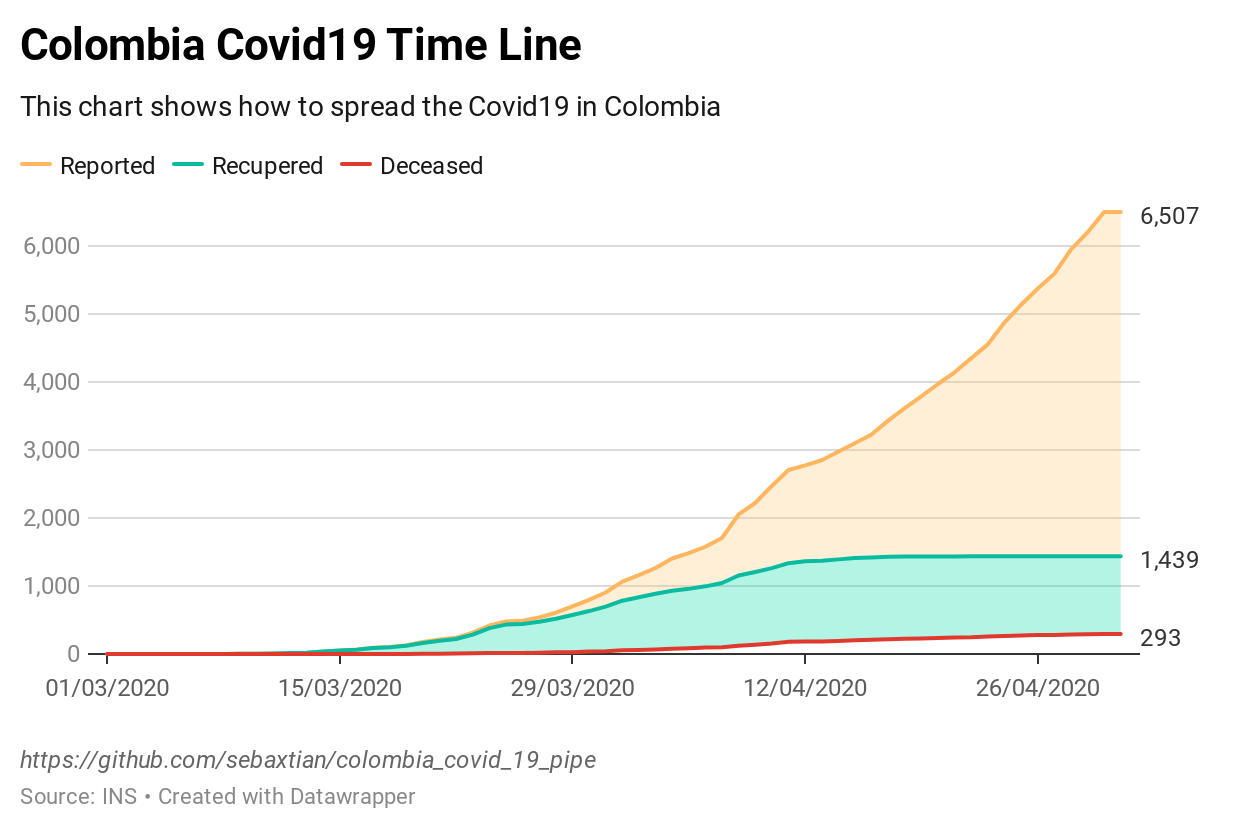 Colombia Covid19 Time Line
This chart shows how to spread the Covid19 in Colombia
Reported Recupered Deceased
6,507
6,000
5,000
4,000
3,000
2,000
1,439
1,000
293
0
01/03/2020 15/03/2020 29/03/2020 12/04/2020 26/04/2020
https://github.com/sebaxtian/colombia_covid_19_pipe
Source: INS • Created with Datawrapper